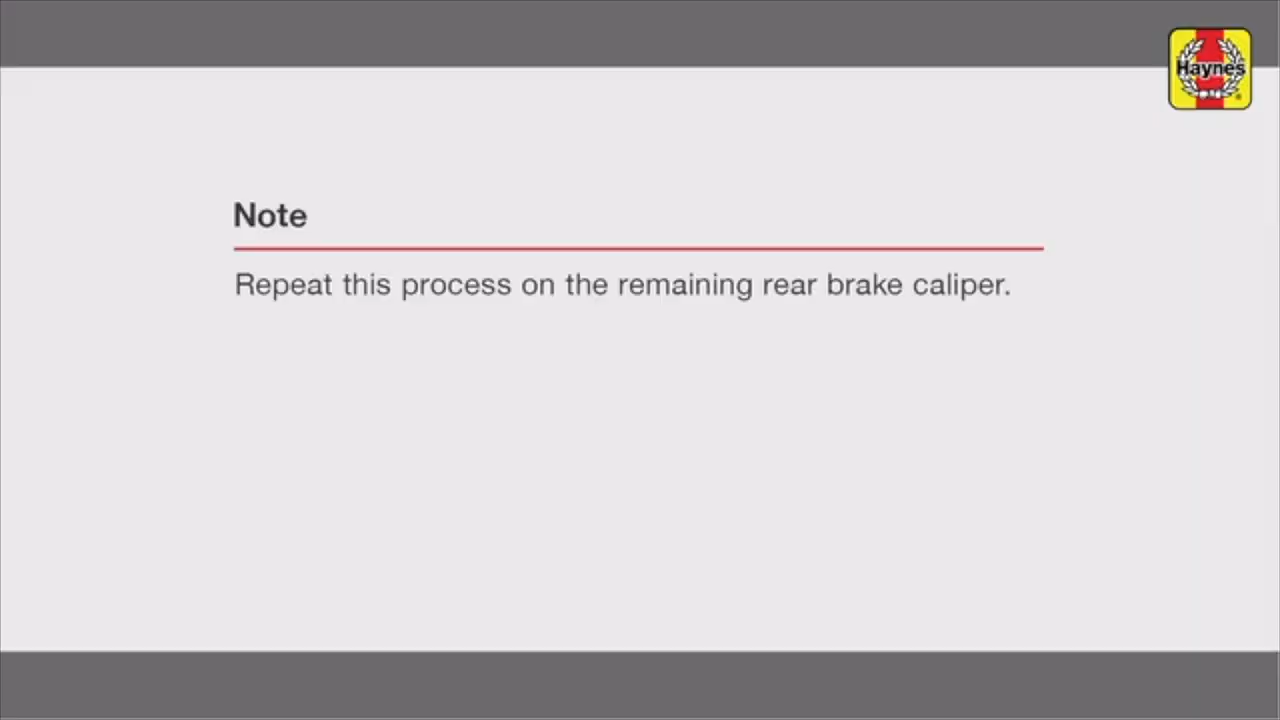 Haynes
Note
Repeat this process on the remaining rear brake caliper.